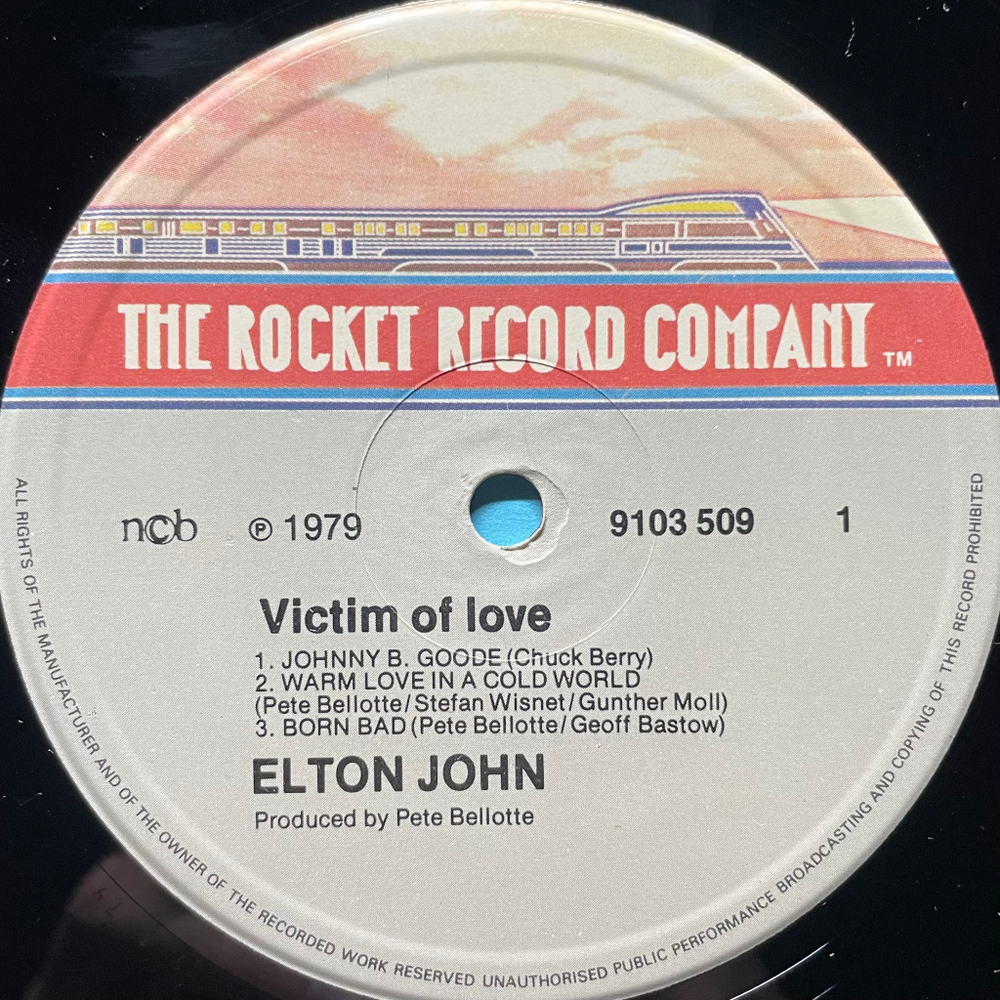 THE ROCKET RECORD COMPANY ™
ncb ℗ 1979 9103 509 1
Victim of love
1. JOHNNY B. GOODE (Chuck Berry)
2. WARM LOVE IN A COLD WORLD
(Pete Bellotte/Stefan Wisnet/Gunther Moll)
3. BORN BAD (Pete Bellotte/Geoff Bastow)
ELTON JOHN
Produced by Pete Bellotte
ALL RIGHTS OF THE MANUFACTURER AND OF THE OWNER OF THE RECORDED WORK RESERVED UNAUTHORISED PUBLIC PERFORMANCE BROADCASTING AND COPYING OF THIS RECORD PROHIBITED